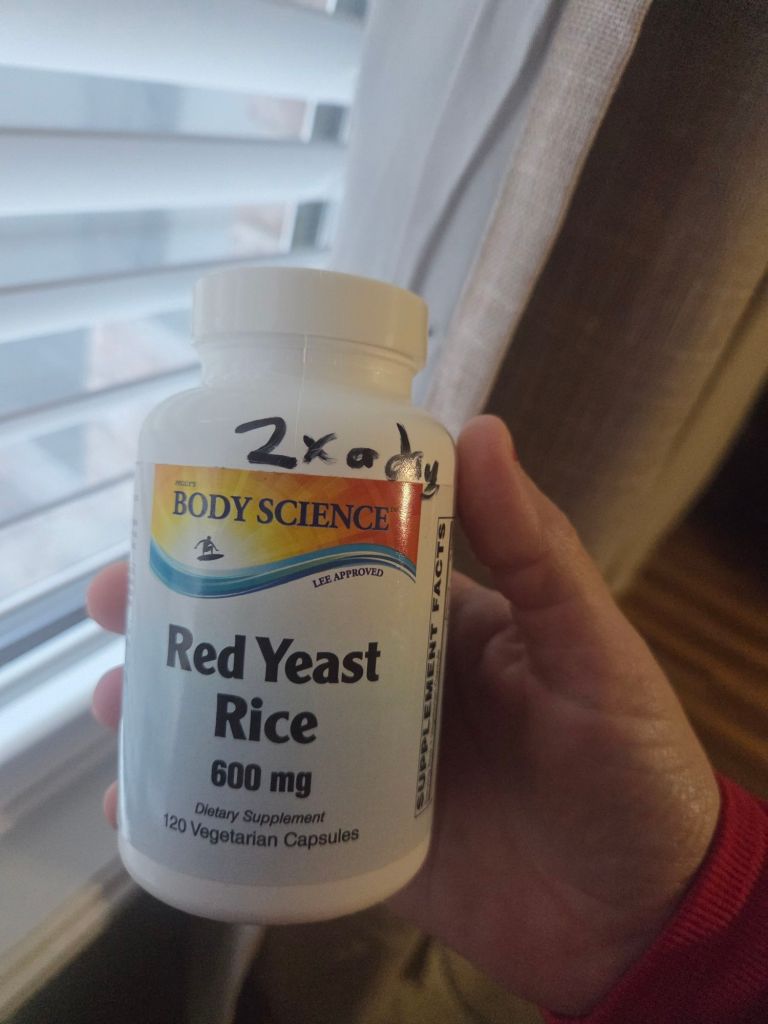 2x a day
BODY SCIENCE
LEE APPROVED
Red Yeast
Rice
600 mg
Dietary Supplement
120 Vegetarian Capsules
SUPPLEMENT FACTS